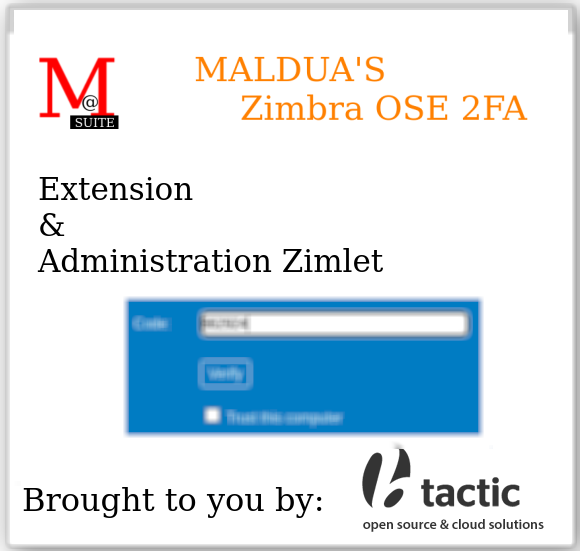 M
@
SUITE
MALDUA'S
Zimbra OSE 2FA
Extension
&
Administration Zimlet
Code:
Verify
Trust this computer
Brought to you by:
tactic
open source & cloud solutions